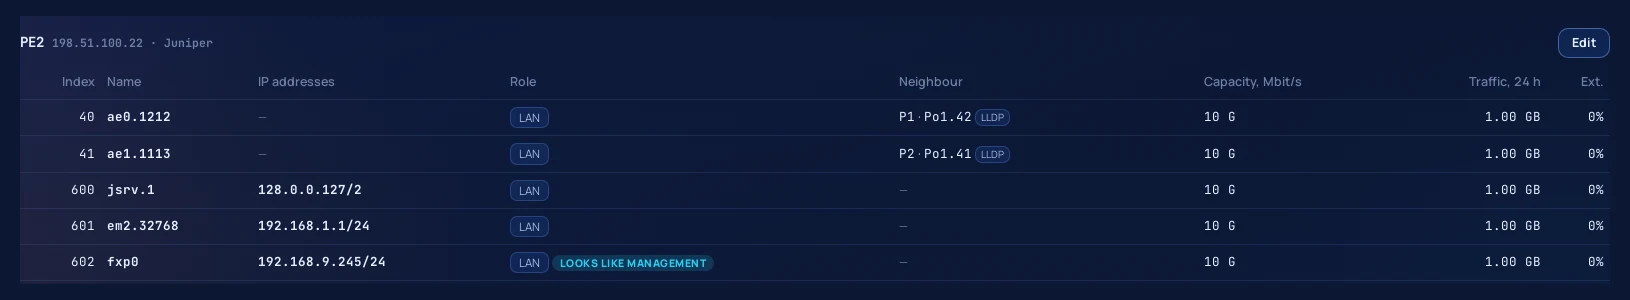 PE2 198.51.100.22 · Juniper Edit
Index Name IP addresses Role Neighbour Capacity, Mbit/s Traffic, 24 h Ext.
40 ae0.1212 — LAN P1·Po1.42 LLDP 10 G 1.00 GB 0%
41 ae1.1113 — LAN P2·Po1.41 LLDP 10 G 1.00 GB 0%
600 jsrv.1 128.0.0.127/2 LAN — 10 G 1.00 GB 0%
601 em2.32768 192.168.1.1/24 LAN — 10 G 1.00 GB 0%
602 fxp0 192.168.9.245/24 LAN LOOKS LIKE MANAGEMENT — 10 G 1.00 GB 0%